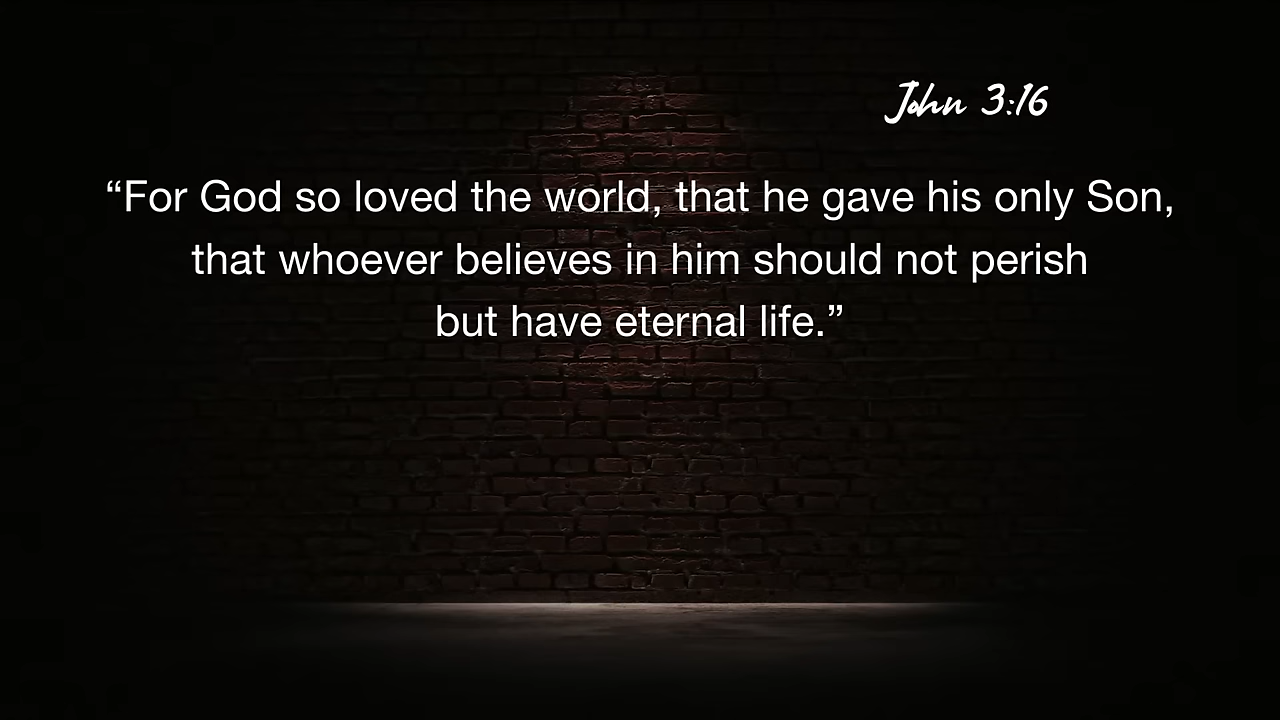 John 3:16
“For God so loved the world, that he gave his only Son,
that whoever believes in him should not perish
but have eternal life.”